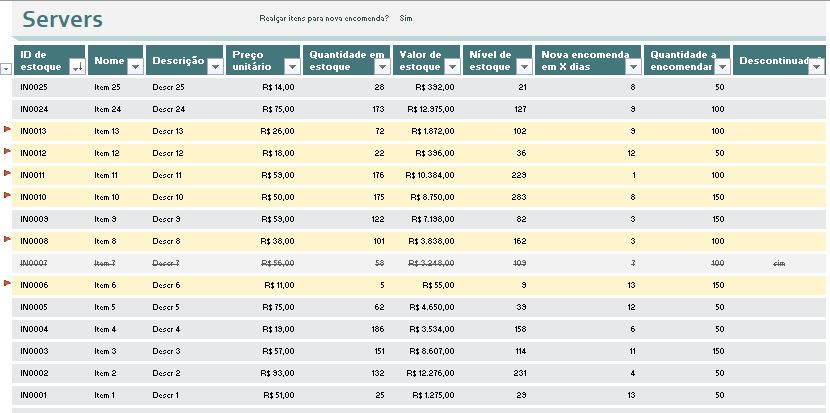 Servers Realçar itens para nova encomenda? Sim
ID de estoque Nome Descrição Preço unitário Quantidade em estoque Valor de estoque Nível de estoque Nova encomenda em X dias Quantidade a encomendar Descontinuado?
IN0025 Item 25 Descr 25 R$ 14,00 28 R$ 392,00 21 8 50
IN0024 Item 24 Descr 24 R$ 75,00 173 R$ 12.975,00 127 9 100
IN0013 Item 13 Descr 13 R$ 26,00 72 R$ 1.872,00 102 9 100
IN0012 Item 12 Descr 12 R$ 18,00 22 R$ 396,00 36 12 50
IN0011 Item 11 Descr 11 R$ 59,00 176 R$ 10.384,00 229 1 100
IN0010 Item 10 Descr 10 R$ 50,00 175 R$ 8.750,00 283 8 150
IN0009 Item 9 Descr 9 R$ 59,00 122 R$ 7.198,00 82 3 150
IN0008 Item 8 Descr 8 R$ 38,00 101 R$ 3.838,00 162 3 100
IN0007 Item 7 Descr 7 R$ 56,00 58 R$ 3.248,00 109 7 100 sim
IN0006 Item 6 Descr 6 R$ 11,00 5 R$ 55,00 9 13 150
IN0005 Item 5 Descr 5 R$ 75,00 62 R$ 4.650,00 39 12 50
IN0004 Item 4 Descr 4 R$ 19,00 186 R$ 3.534,00 158 6 50
IN0003 Item 3 Descr 3 R$ 57,00 151 R$ 8.607,00 114 11 150
IN0002 Item 2 Descr 2 R$ 93,00 132 R$ 12.276,00 231 4 50
IN0001 Item 1 Descr 1 R$ 51,00 25 R$ 1.275,00 29 13 50